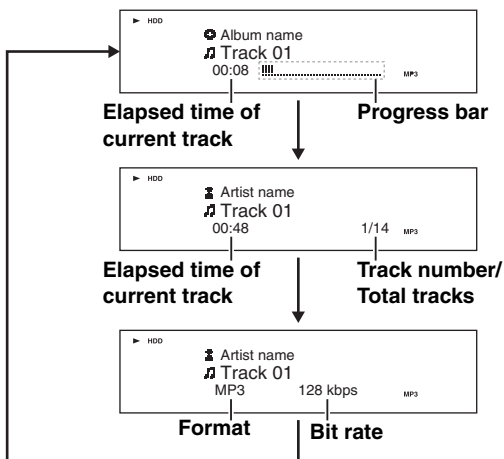 HDD
Album name
Track 01
00:08 MP3
Elapsed time of Progress bar
current track
HDD
Artist name
Track 01
00:48 1/14 MP3
Elapsed time of Track number/
current track Total tracks
HDD
Artist name
Track 01
MP3 128 kbps MP3
Format Bit rate